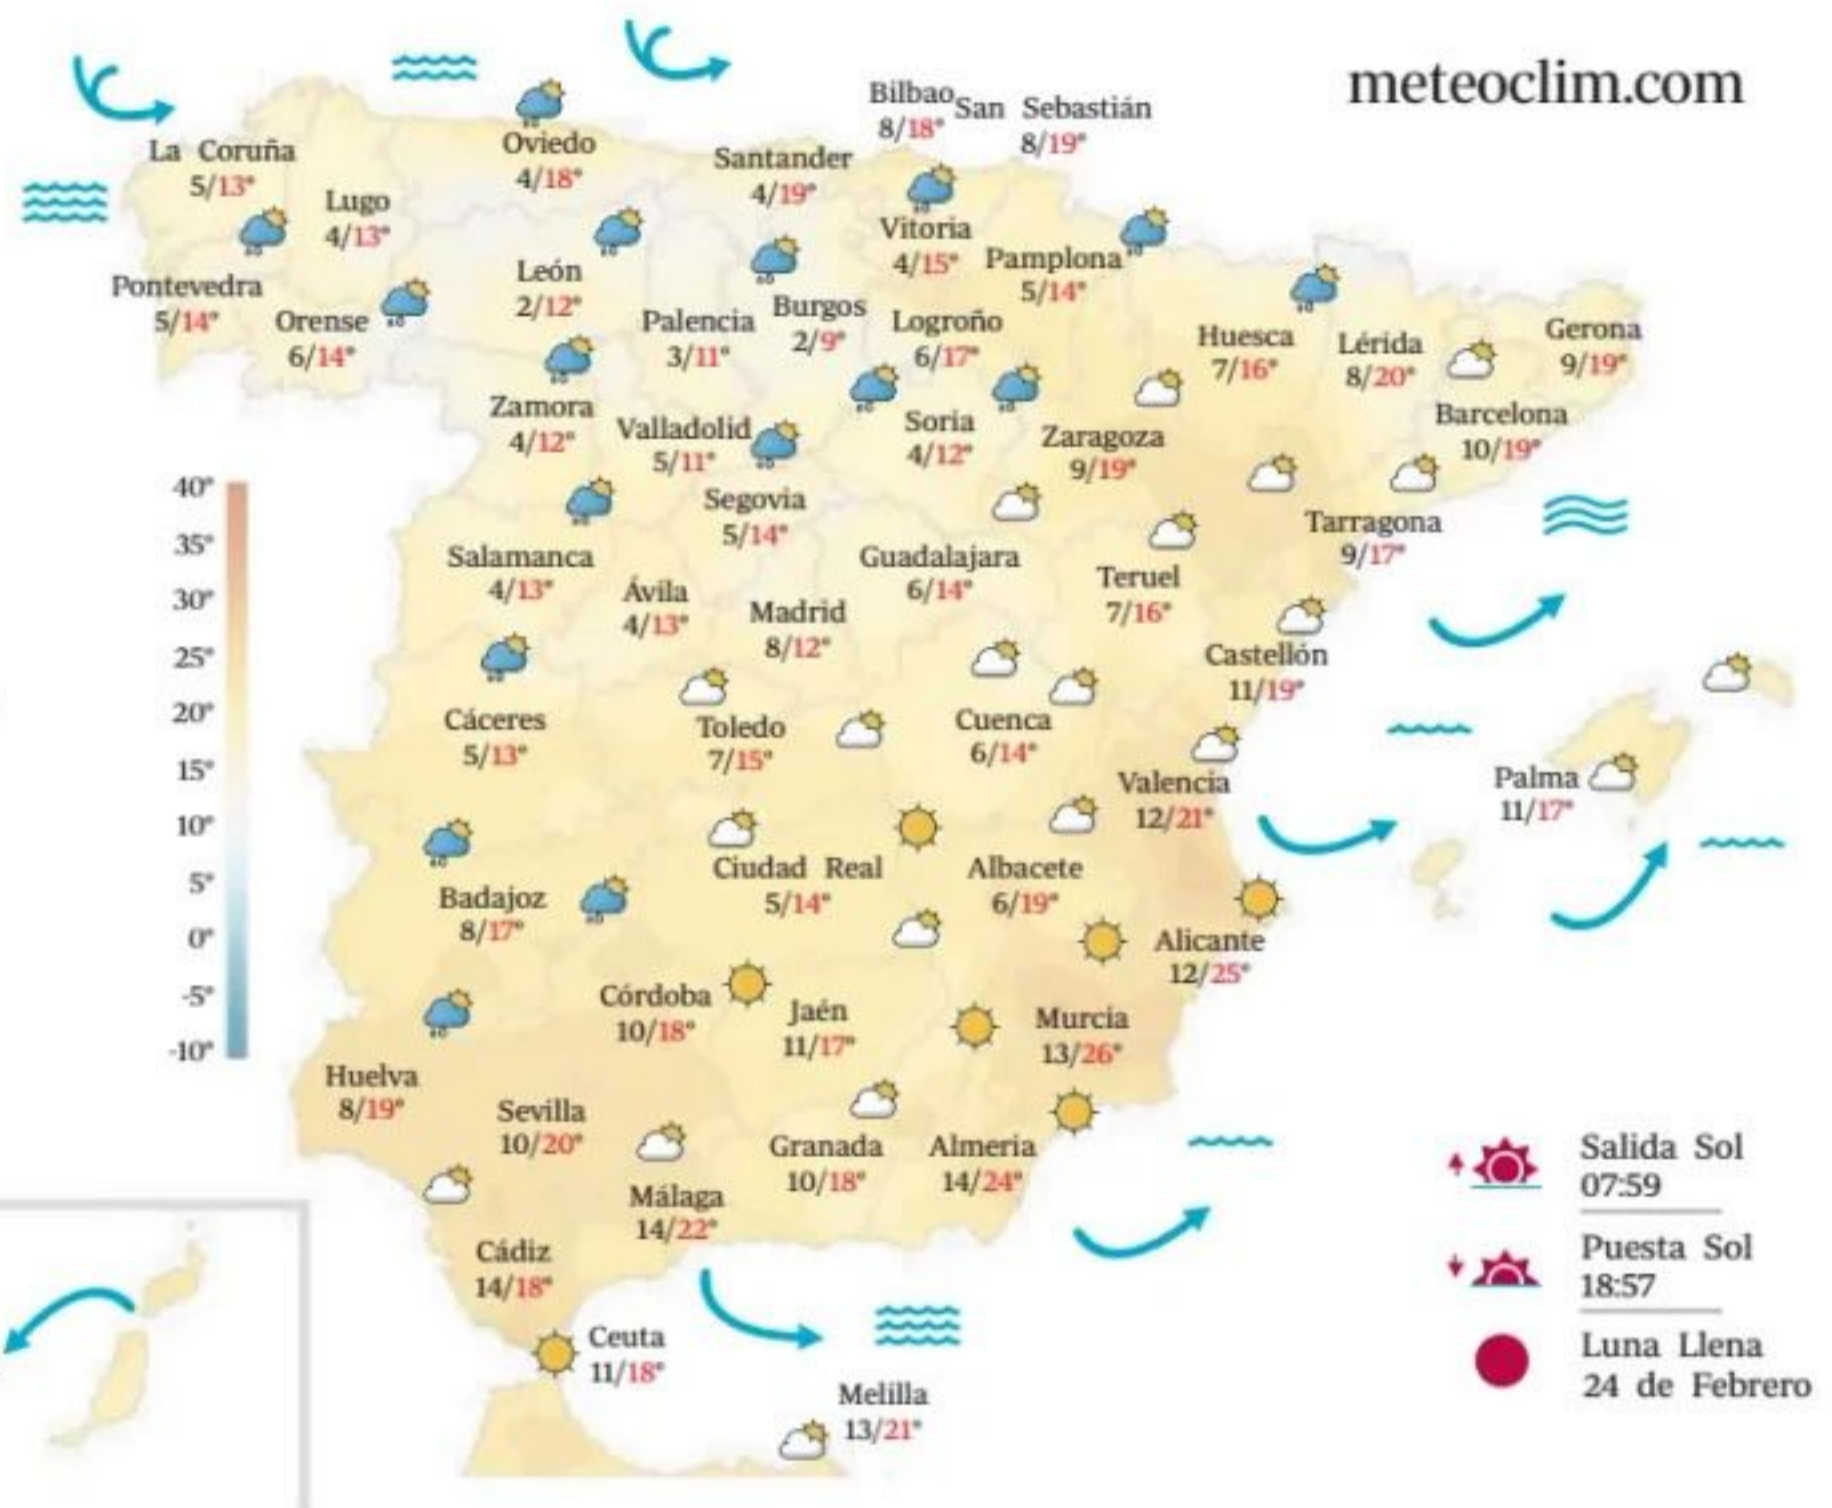 meteoclim.com
Bilbao
8/18°
San Sebastián
8/19°
La Coruña
5/13°
Oviedo
4/18°
Santander
4/19°
Lugo
4/13°
Vitoria
4/15°
Pamplona
5/14°
Pontevedra
5/14°
Orense
6/14°
León
2/12°
Palencia
3/11°
Burgos
2/9°
Logroño
6/17°
Huesca
7/16°
Lérida
8/20°
Gerona
9/19°
Zamora
4/12°
Valladolid
5/11°
Soria
4/12°
Zaragoza
9/19°
Barcelona
10/19°
Segovia
5/14°
Tarragona
9/17°
Salamanca
4/13°
Ávila
4/13°
Madrid
8/12°
Guadalajara
6/14°
Teruel
7/16°
Castellón
11/19°
Cáceres
5/13°
Toledo
7/15°
Cuenca
6/14°
Valencia
12/21°
Palma
11/17°
Badajoz
8/17°
Ciudad Real
5/14°
Albacete
6/19°
Alicante
12/25°
Córdoba
10/18°
Jaén
11/17°
Murcia
13/26°
Huelva
8/19°
Sevilla
10/20°
Málaga
14/22°
Granada
10/18°
Almeria
14/24°
Cádiz
14/18°
Ceuta
11/18°
Melilla
13/21°
40°
35°
30°
25°
20°
15°
10°
5°
0°
-5°
-10°
Salida Sol
07:59
Puesta Sol
18:57
Luna Llena
24 de Febrero